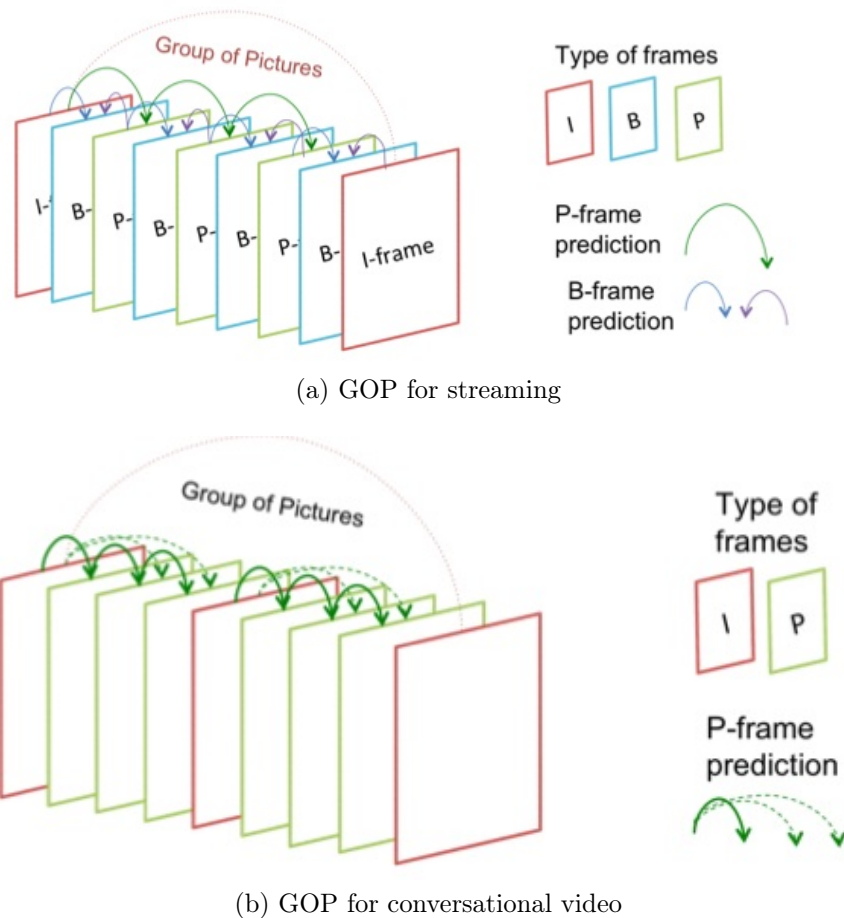 Group of Pictures
Type of frames
I B P
I- B- P- B- P- B- P- B- I-frame
P-frame
prediction
B-frame
prediction
(a) GOP for streaming
Group of Pictures
Type of
frames
I P
P-frame
prediction
(b) GOP for conversational video